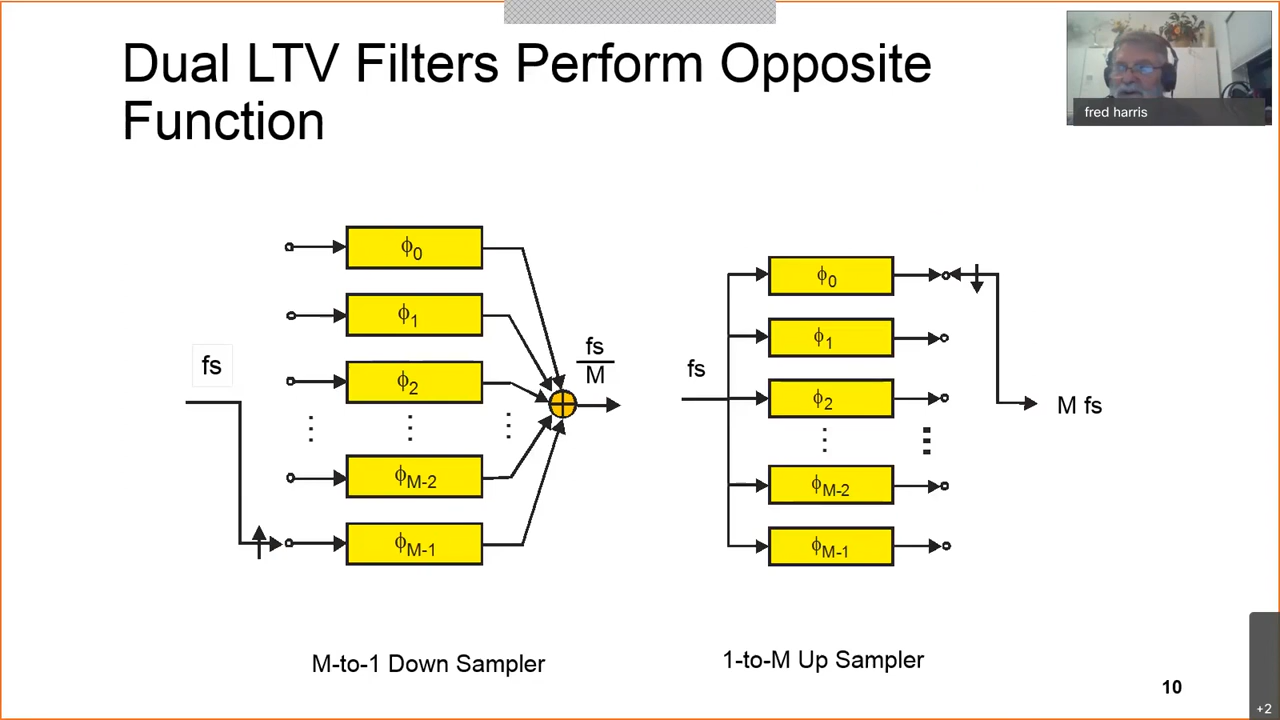 Dual LTV Filters Perform Opposite
Function
fred harris
fs
ϕ0
ϕ1
ϕ2
⋮ ⋮ ⋮
ϕM-2
ϕM-1
fs
M
M-to-1 Down Sampler
fs
ϕ0
ϕ1
ϕ2
⋮ ⋮
ϕM-2
ϕM-1
M fs
1-to-M Up Sampler
10
+2